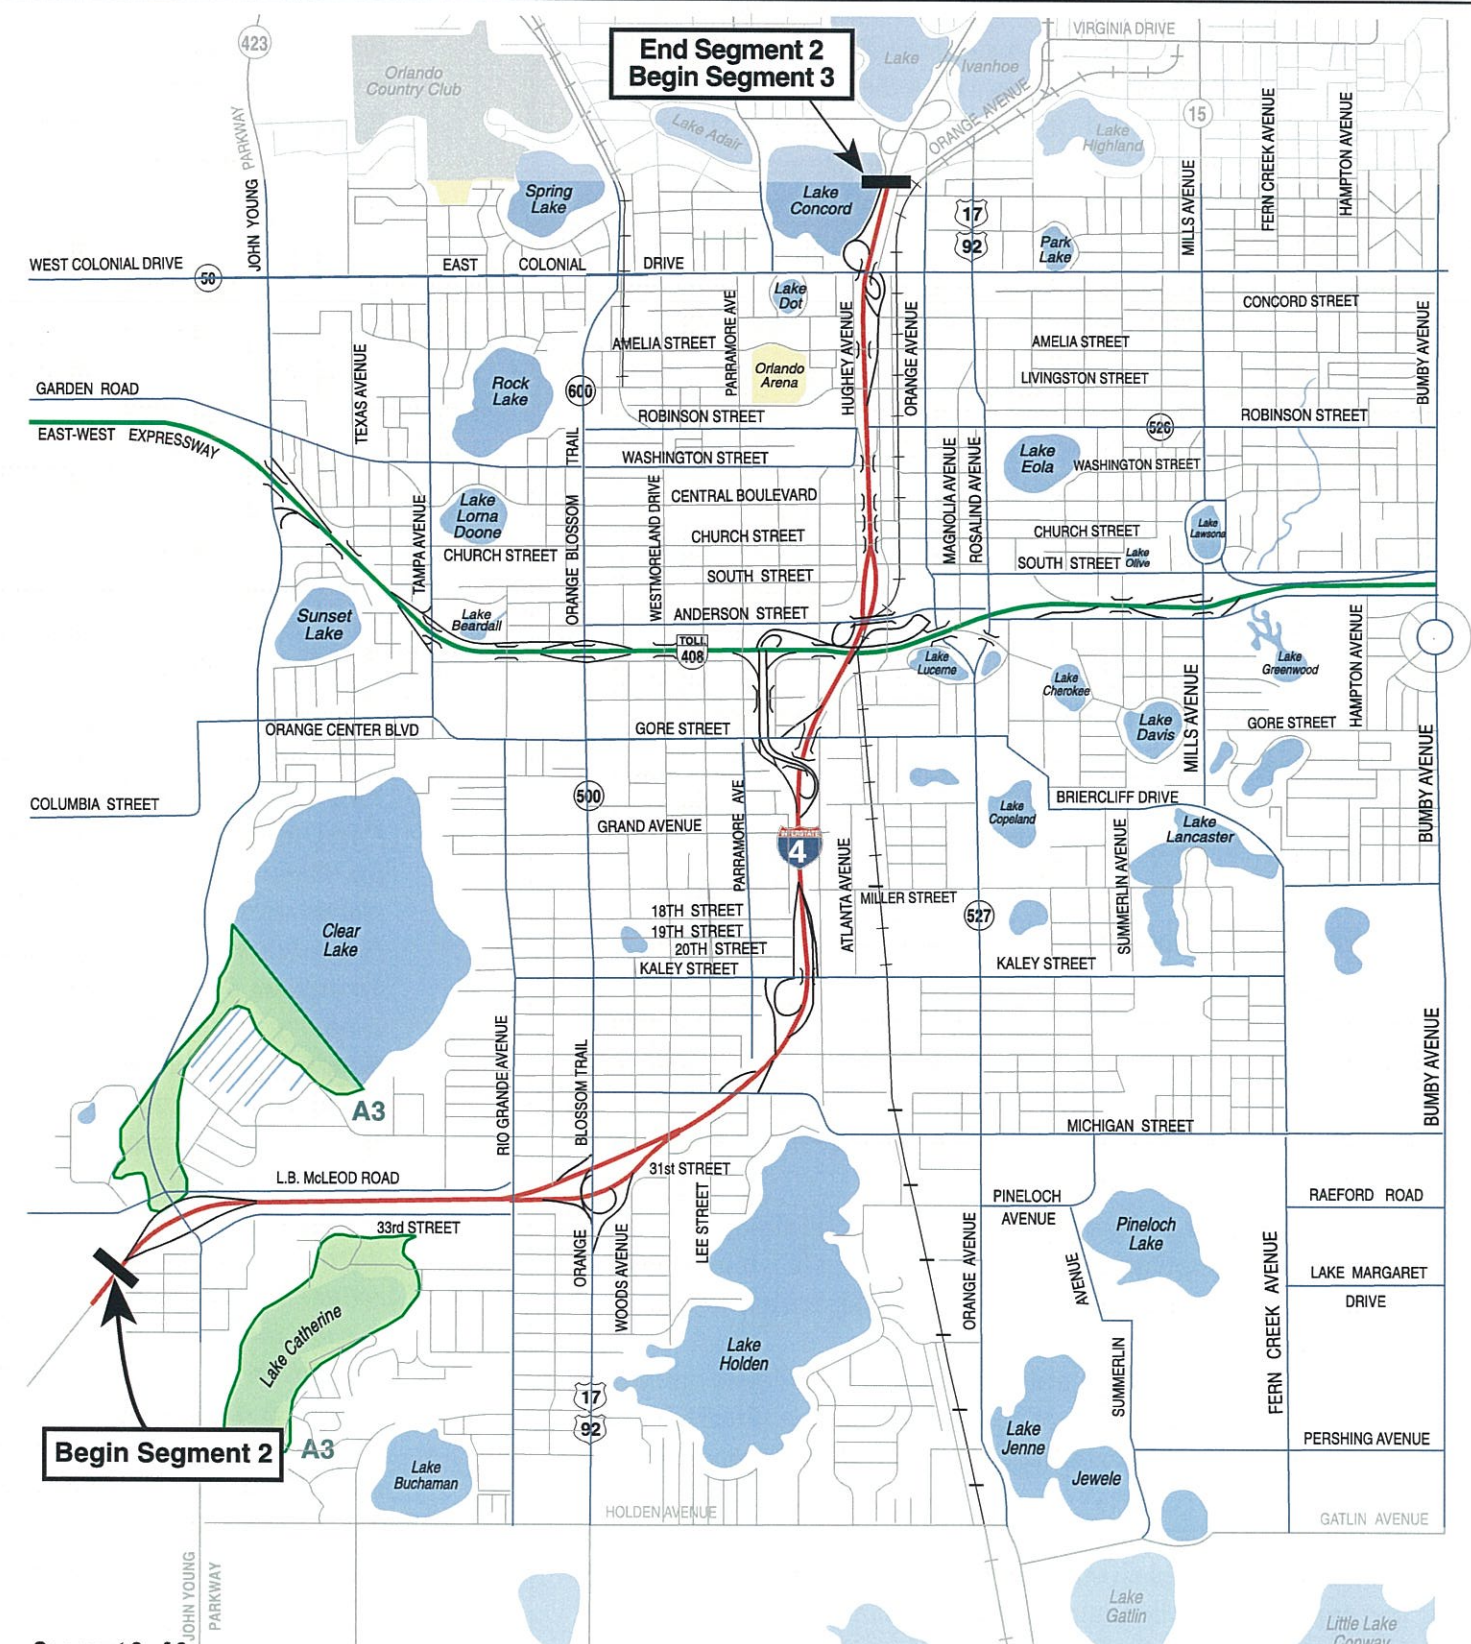 423
Orlando
Country Club
End Segment 2
Begin Segment 3
Lake
Ivanhoe
VIRGINIA DRIVE
ORANGE AVENUE
Lake Adair
Lake
Highland
15
FERN CREEK AVENUE
HAMPTON AVENUE
JOHN YOUNG PARKWAY
Spring
Lake
Lake
Concord
17
92
Park
Lake
MILLS AVENUE
WEST COLONIAL DRIVE
50
EAST COLONIAL DRIVE
Lake
Dot
CONCORD STREET
PARRAMORE AVE
HUGHEY AVENUE
ORANGE AVENUE
AMELIA STREET
AMELIA STREET
BUMBY AVENUE
TEXAS AVENUE
Rock
Lake
Orlando
Arena
LIVINGSTON STREET
GARDEN ROAD
600
ROBINSON STREET
ROBINSON STREET
526
EAST-WEST EXPRESSWAY
ORANGE BLOSSOM TRAIL
WASHINGTON STREET
MAGNOLIA AVENUE
ROSALIND AVENUE
Lake
Eola
WASHINGTON STREET
TAMPA AVENUE
Lake
Lorna
Doone
WESTMORELAND DRIVE
CENTRAL BOULEVARD
CHURCH STREET
CHURCH STREET
CHURCH STREET
Lake
Lawsona
SOUTH STREET
SOUTH STREET
Lake
Olive
Sunset
Lake
Lake
Beardall
ANDERSON STREET
TOLL
408
Lake
Lucerne
Lake
Cherokee
Lake
Greenwood
HAMPTON AVENUE
MILLS AVENUE
Lake
Davis
ORANGE CENTER BLVD
GORE STREET
GORE STREET
BUMBY AVENUE
COLUMBIA STREET
500
PARRAMORE AVE
GRAND AVENUE
INTERSTATE
4
ATLANTA AVENUE
Lake
Copeland
BRIERCLIFF DRIVE
Lake
Lancaster
SUMMERLIN AVENUE
Clear
Lake
18TH STREET
19TH STREET
20TH STREET
KALEY STREET
MILLER STREET
527
KALEY STREET
RIO GRANDE AVENUE
BLOSSOM TRAIL
BUMBY AVENUE
A3
MICHIGAN STREET
L.B. McLEOD ROAD
31st STREET
PINELOCH
AVENUE
RAEFORD ROAD
33rd STREET
LEE STREET
ORANGE
WOODS AVENUE
ORANGE AVENUE
Pineloch
Lake
LAKE MARGARET
DRIVE
AVENUE
SUMMERLIN
FERN CREEK AVENUE
Lake Catherine
Lake
Holden
17
92
Begin Segment 2
A3
Lake
Buchaman
Lake
Jenne
Jewele
PERSHING AVENUE
HOLDEN AVENUE
GATLIN AVENUE
JOHN YOUNG
PARKWAY
Lake
Gatlin
Little Lake
Conway